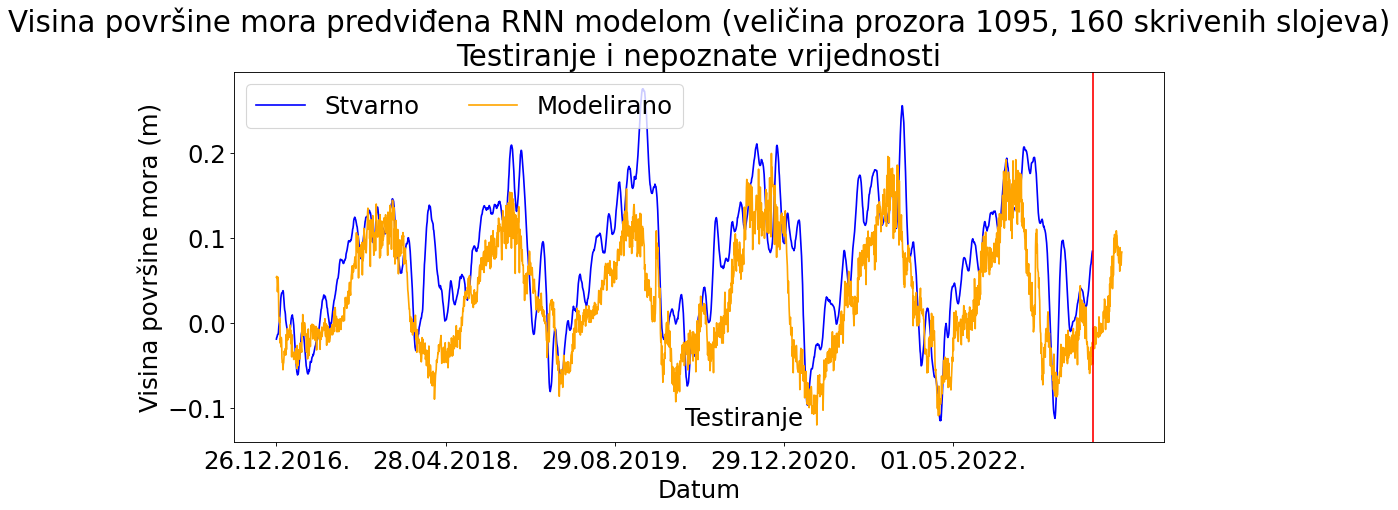 Visina površine mora predviđena RNN modelom (veličina prozora 1095, 160 skrivenih slojeva)
Testiranje i nepoznate vrijednosti
Stvarno Modelirano
Visina površine mora (m)
0.2
0.1
0.0
−0.1
Testiranje
26.12.2016. 28.04.2018. 29.08.2019. 29.12.2020. 01.05.2022.
Datum